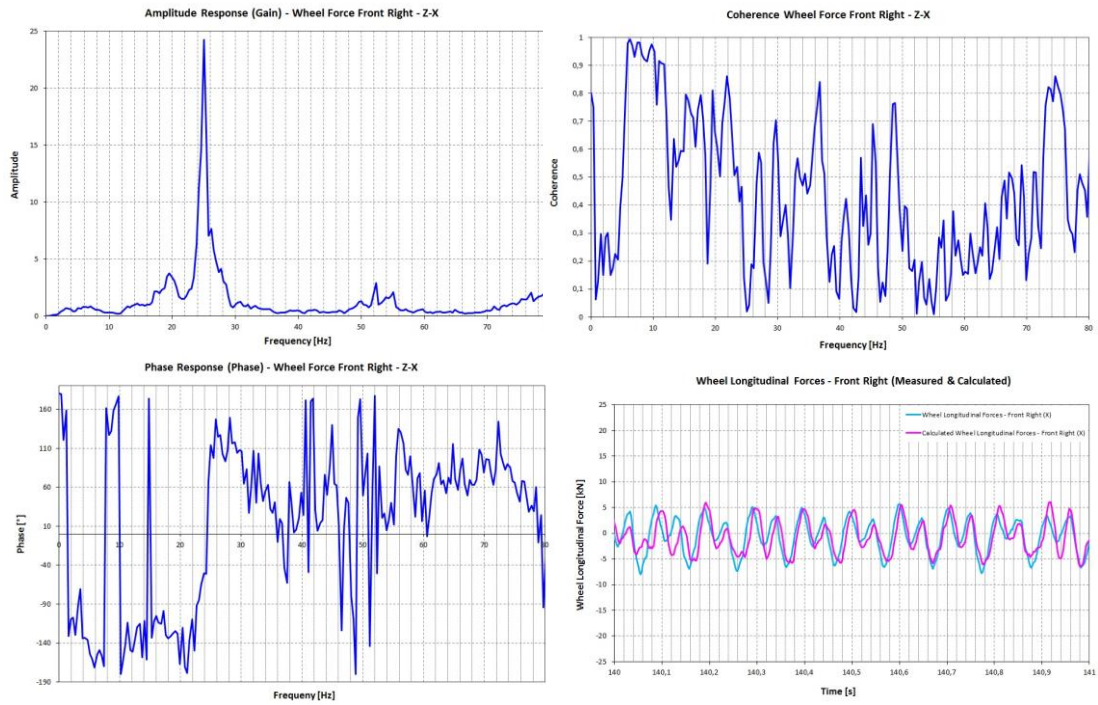 Amplitude Response (Gain) - Wheel Force Front Right - Z-X
25
20
15
10
5
0
Amplitude
0 10 20 30 40 50 60 70
Frequency [Hz]
Coherence Wheel Force Front Right - Z-X
1
0,9
0,8
0,7
0,6
0,5
0,4
0,3
0,2
0,1
0
Coherence
0 10 20 30 40 50 60 70 80
Frequency [Hz]
Phase Response (Phase) - Wheel Force Front Right - Z-X
160
110
60
10
-40
-90
-140
-190
Phase [°]
0 10 20 30 40 50 60 70 80
Frequeny [Hz]
Wheel Longitudinal Forces - Front Right (Measured & Calculated)
25
20
15
10
5
0
-5
-10
-15
-20
-25
Wheel Longitudinal Force [kN]
Wheel Longitudinal Forces - Front Right (X)
Calculated Wheel Longitudinal Forces - Front Right (X)
140 140,1 140,2 140,3 140,4 140,5 140,6 140,7 140,8 140,9 141
Time [s]